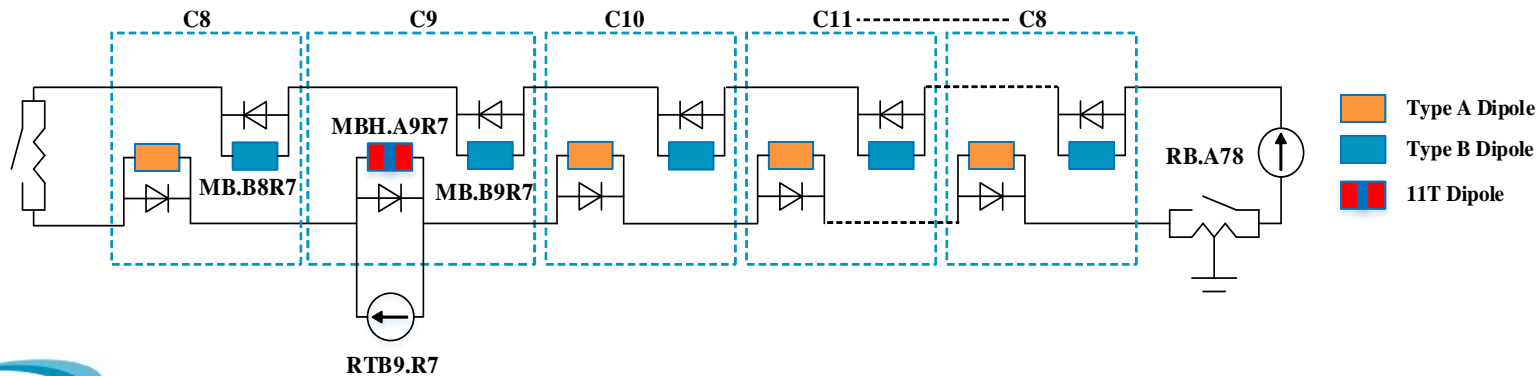 C8 C9 C10 C11 C8
MBH.A9R7
MB.B8R7
MB.B9R7
RB.A78
RTB9.R7
Type A Dipole
Type B Dipole
11T Dipole